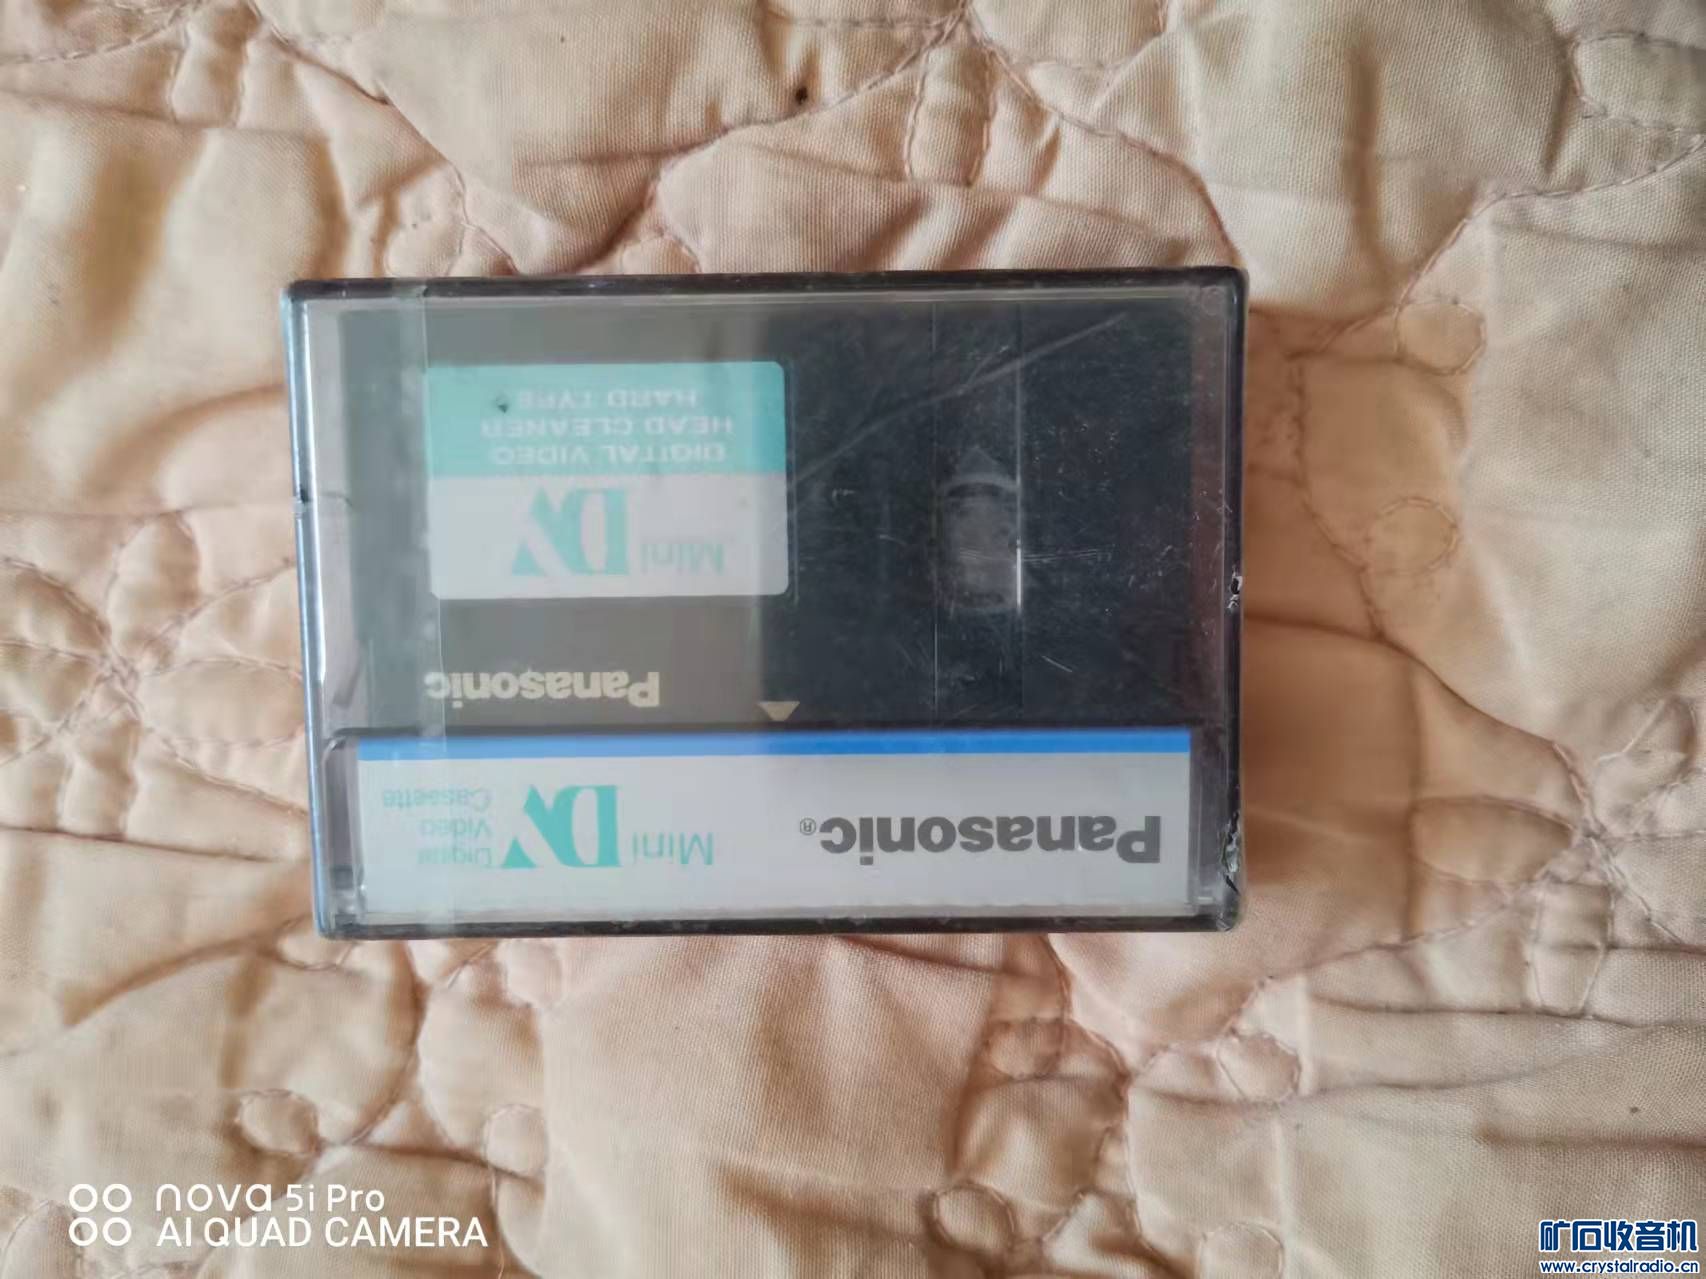 Panasonic®
Mini DV Digital
Video
Cassette
Panasonic
Mini DV
DIGITAL VIDEO
HEAD CLEANER
HARD TYPE
nova 5i Pro
AI QUAD CAMERA
矿石收音机
www.crystalradio.cn